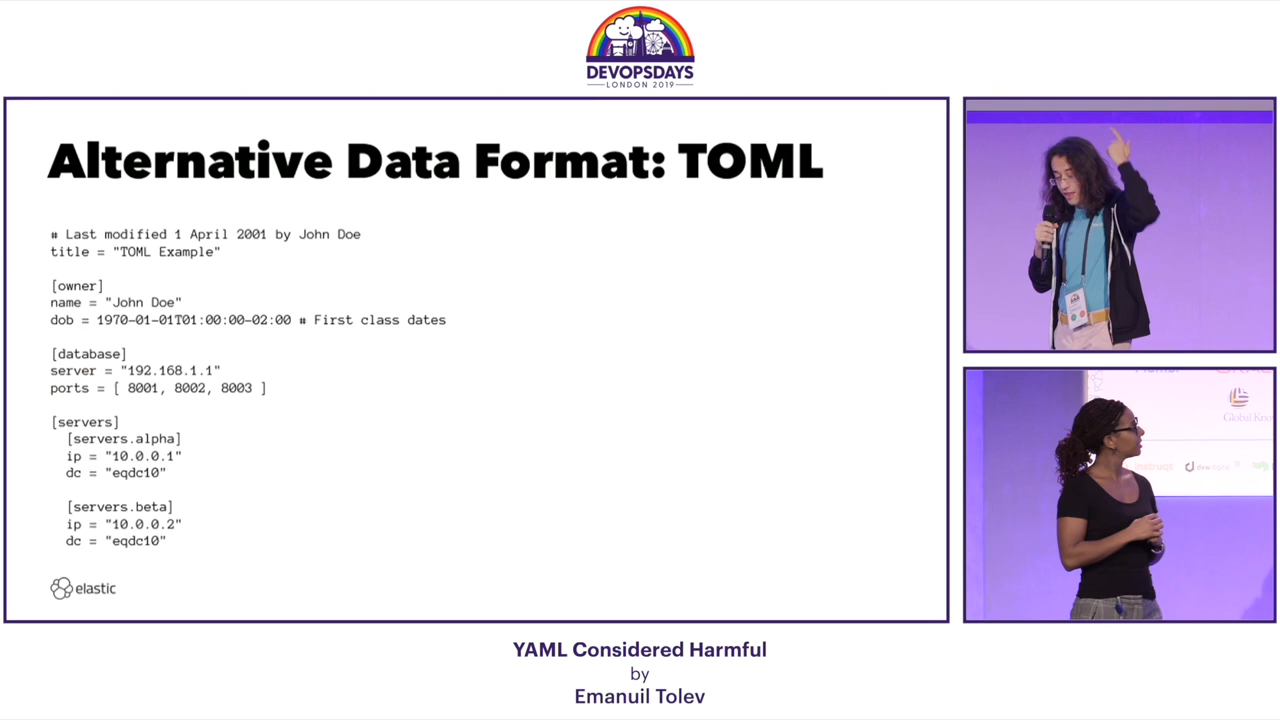 DEVOPSDAYS
LONDON 2019
Alternative Data Format: TOML
# Last modified 1 April 2001 by John Doe
title = "TOML Example"
[owner]
name = "John Doe"
dob = 1970-01-01T01:00:00-02:00 # First class dates
[database]
server = "192.168.1.1"
ports = [ 8001, 8002, 8003 ]
[servers]
[servers.alpha]
ip = "10.0.0.1"
dc = "eqdc10"
[servers.beta]
ip = "10.0.0.2"
dc = "eqdc10"
elastic
Global Kno
instruqt
YAML Considered Harmful
by
Emanuil Tolev